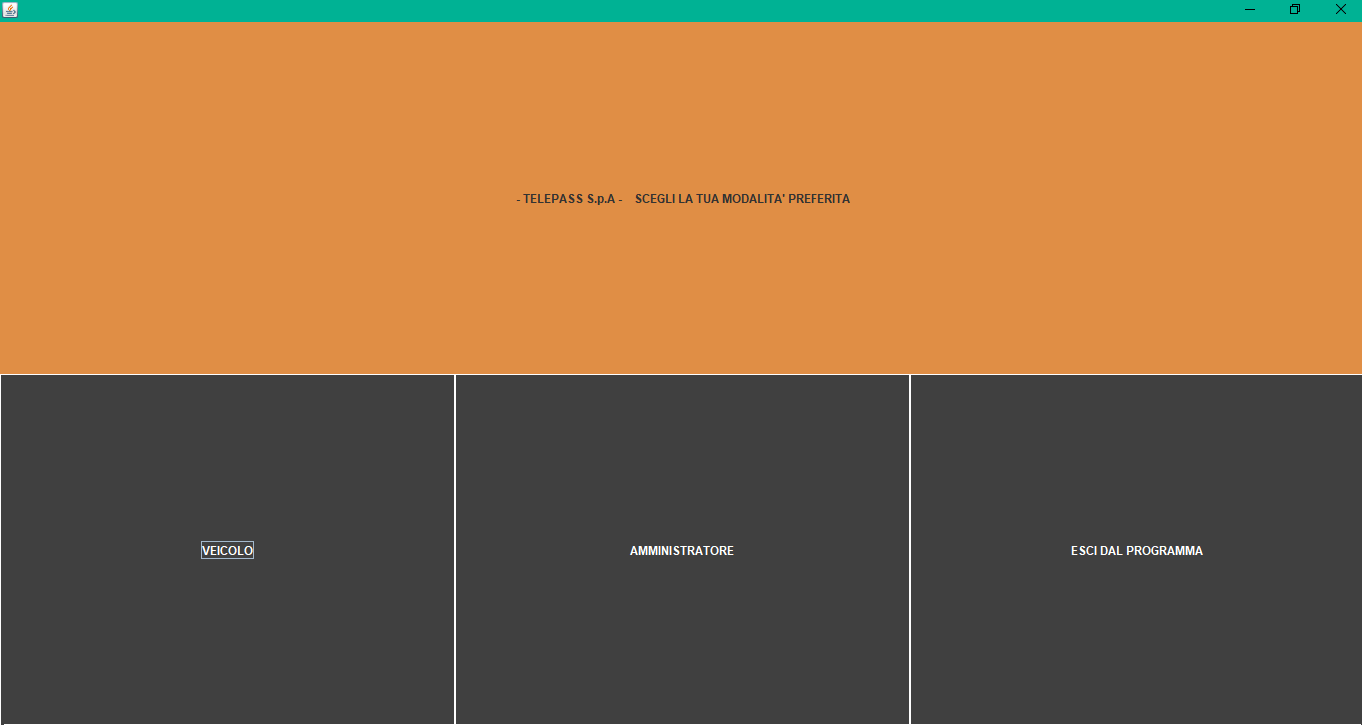 - TELEPASS S.p.A -    SCEGLI LA TUA MODALITA' PREFERITA
VEICOLO
AMMINISTRATORE
ESCI DAL PROGRAMMA